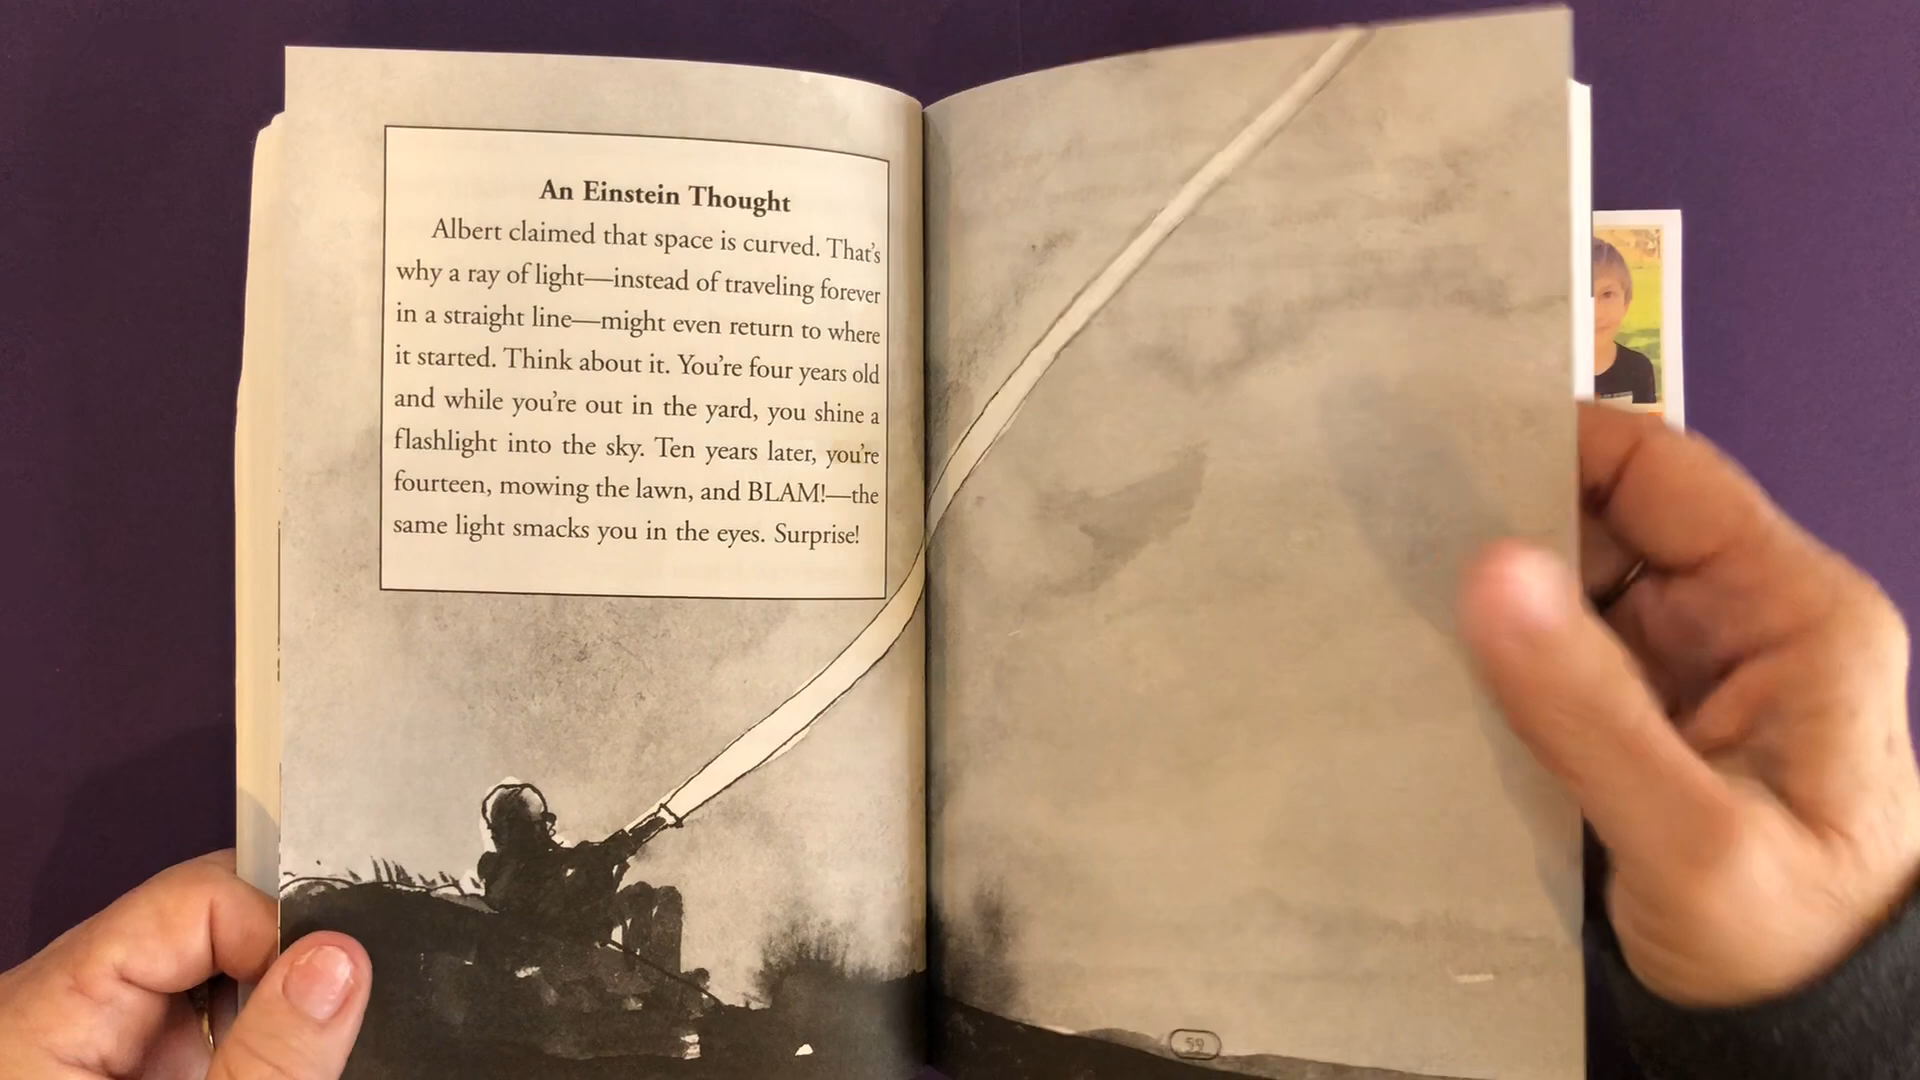 An Einstein Thought
Albert claimed that space is curved. That's
why a ray of light—instead of traveling forever
in a straight line—might even return to where
it started. Think about it. You're four years old
and while you're out in the yard, you shine a
flashlight into the sky. Ten years later, you're
fourteen, mowing the lawn, and BLAM!—the
same light smacks you in the eyes. Surprise!
59